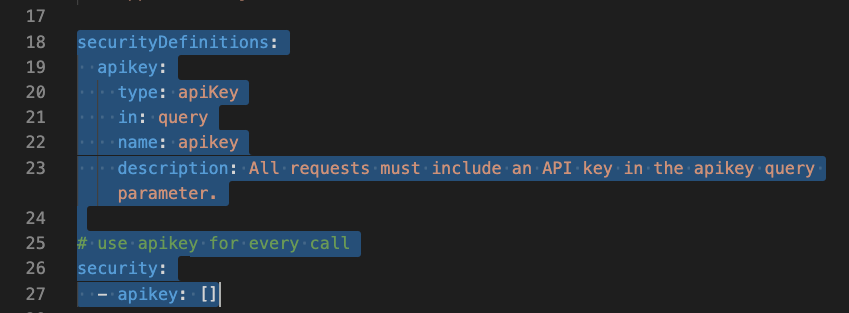 17
18 securityDefinitions:
19   apikey:
20     type: apiKey
21     in: query
22     name: apikey
23     description: All requests must include an API key in the apikey query
    parameter.
24
25 # use apikey for every call
26 security:
27   - apikey: []